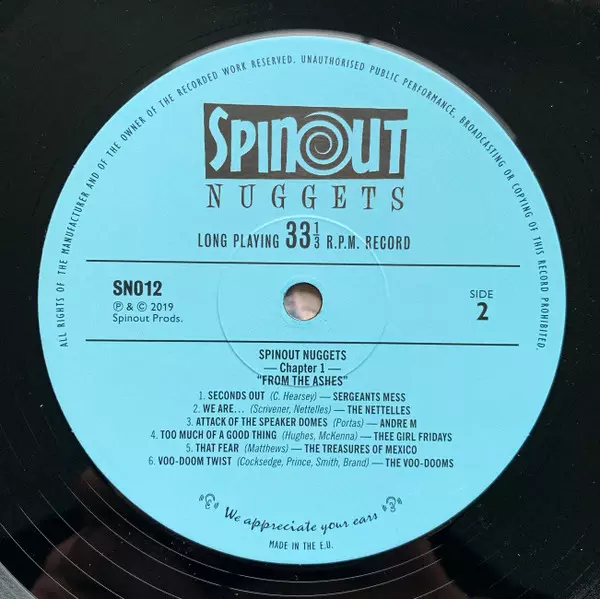 ALL RIGHTS OF THE MANUFACTURER AND OF THE OWNER OF THE RECORDED WORK RESERVED. UNAUTHORISED PUBLIC PERFORMANCE, BROADCASTING OR COPYING OF THIS RECORD PROHIBITED.
SPINOUT
NUGGETS
LONG PLAYING 33 1/3 R.P.M. RECORD
SN012
℗ & © 2019
Spinout Prods.
SIDE
2
SPINOUT NUGGETS
— Chapter 1 —
"FROM THE ASHES"
1. SECONDS OUT (C. Hearsey) — SERGEANTS MESS
2. WE ARE... (Scrivener, Nettelles) — THE NETTELLES
3. ATTACK OF THE SPEAKER DOMES (Portas) — ANDRE M
4. TOO MUCH OF A GOOD THING (Hughes, McKenna) — THEE GIRL FRIDAYS
5. THAT FEAR (Matthews) — THE TREASURES OF MEXICO
6. VOO-DOOM TWIST (Cocksedge, Prince, Smith, Brand) — THE VOO-DOOMS
We appreciate your ears
MADE IN THE E.U.